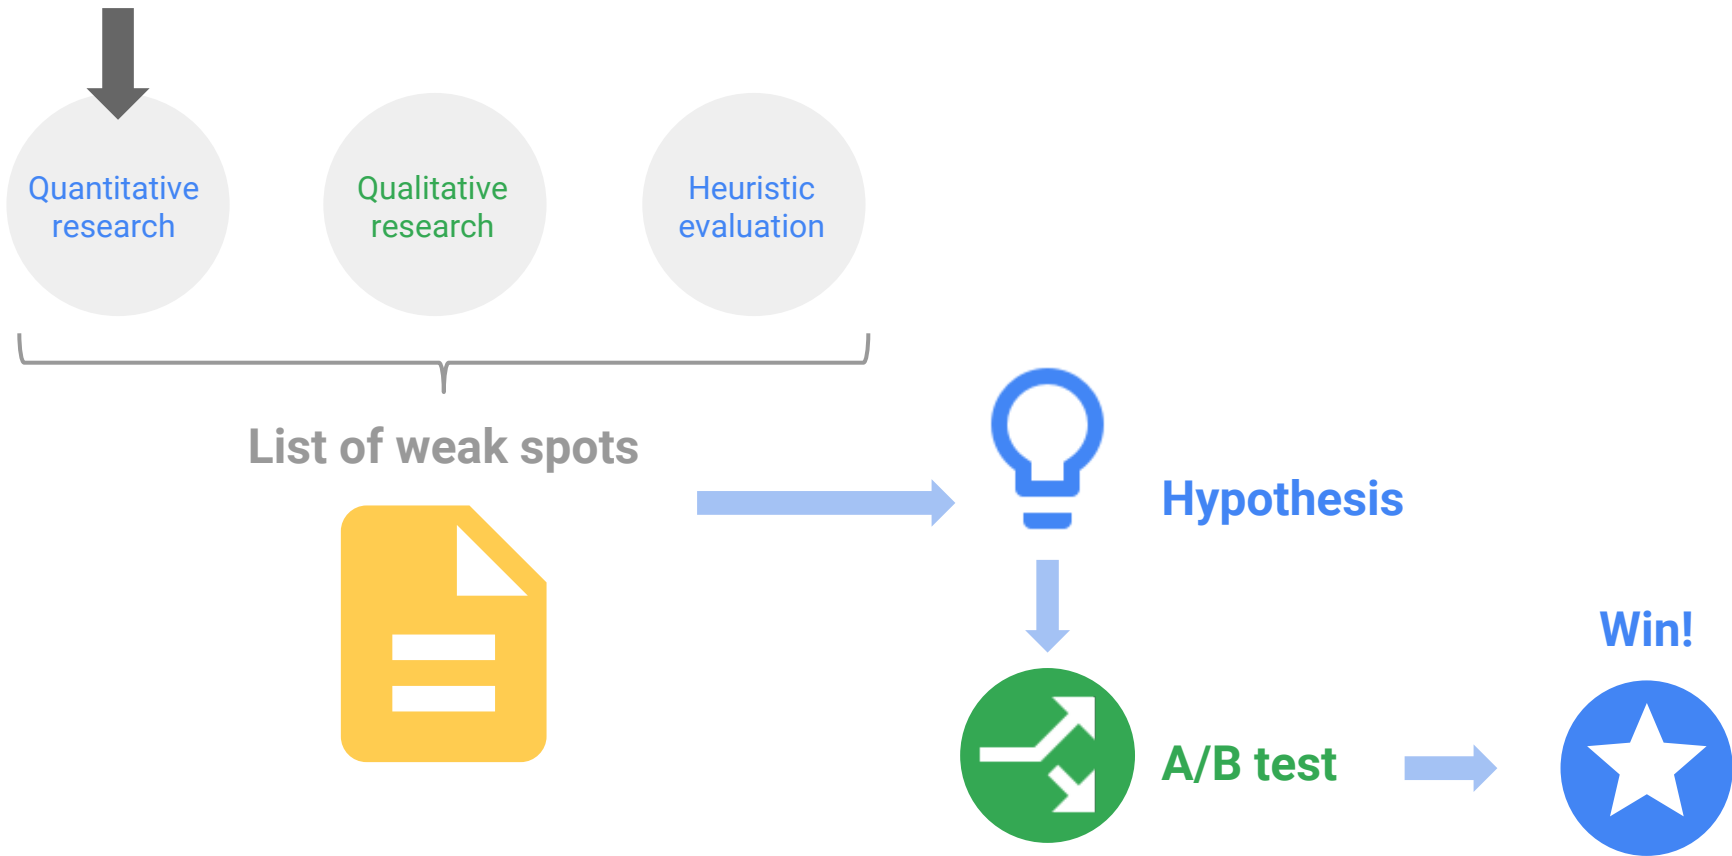 Quantitative
research
Qualitative
research
Heuristic
evaluation
List of weak spots
Hypothesis
Win!
A/B test